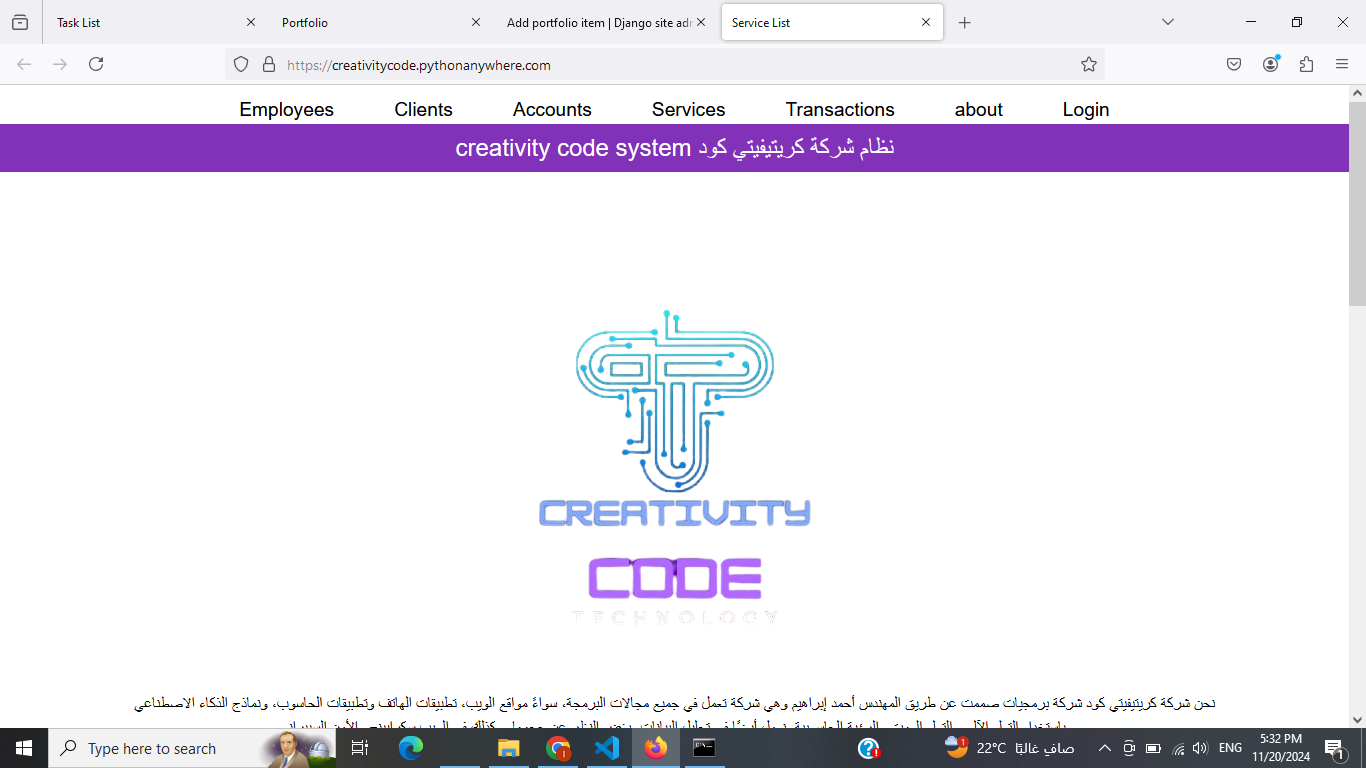 Task List
Portfolio
Add portfolio item | Django site adr
Service List
https://creativitycode.pythonanywhere.com
Employees
Clients
Accounts
Services
Transactions
about
Login
نظام شركة كريتيفيتي كود creativity code system
CREATIVITY
CODE
TECHNOLOGY
نحن شركة كريتيفيتي كود شركة برمجيات صممت عن طريق المهندس أحمد إبراهيم وهي شركة تعمل في جميع مجالات البرمجة، سواءً مواقع الويب، تطبيقات الهاتف وتطبيقات الحاسوب، ونماذج الذكاء الاصطناعي
Type here to search
1
22°C
صافٍ غالبًا
ENG
5:32 PM
11/20/2024
1